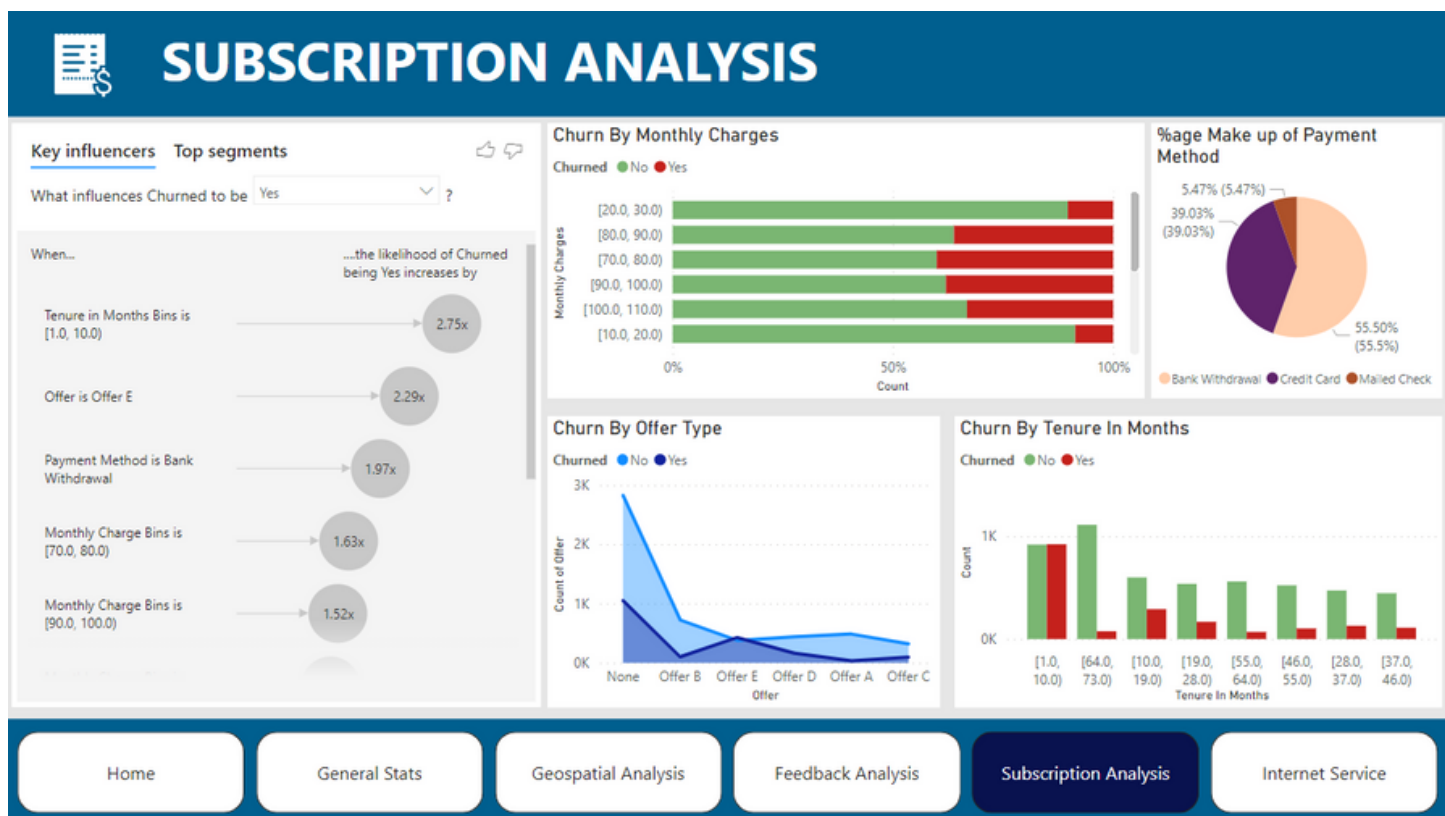 SUBSCRIPTION ANALYSIS
Key influencers Top segments
What influences Churned to be Yes ?
When...
....the likelihood of Churned
being Yes increases by
Tenure in Months Bins is
[1.0, 10.0)
2.75x
Offer is Offer E
2.29x
Payment Method is Bank
Withdrawal
1.97x
Monthly Charge Bins is
[70.0, 80.0)
1.63x
Monthly Charge Bins is
[90.0, 100.0)
1.52x
Churn By Monthly Charges
Churned No Yes
Monthly Charges
[20.0, 30.0)
[80.0, 90.0)
[70.0, 80.0)
[90.0, 100.0)
[100.0, 110.0)
[10.0, 20.0)
0% 50% 100%
Count
%age Make up of Payment
Method
5.47% (5.47%)
39.03%
(39.03%)
55.50%
(55.5%)
Bank Withdrawal Credit Card Mailed Check
Churn By Offer Type
Churned No Yes
Count of Offer
3K
2K
1K
0K
None Offer B Offer E Offer D Offer A Offer C
Offer
Churn By Tenure In Months
Churned No Yes
Count
1K
0K
[1.0, [64.0, [10.0, [19.0, [55.0, [46.0, [28.0, [37.0,
10.0) 73.0) 19.0) 28.0) 64.0) 55.0) 37.0) 46.0)
Tenure In Months
Home General Stats Geospatial Analysis Feedback Analysis Subscription Analysis Internet Service